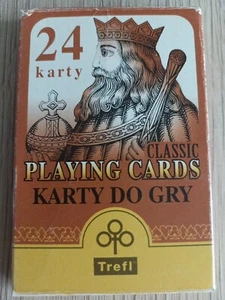 24
karty
CLASSIC
PLAYING CARDS
KARTY DO GRY
Trefl